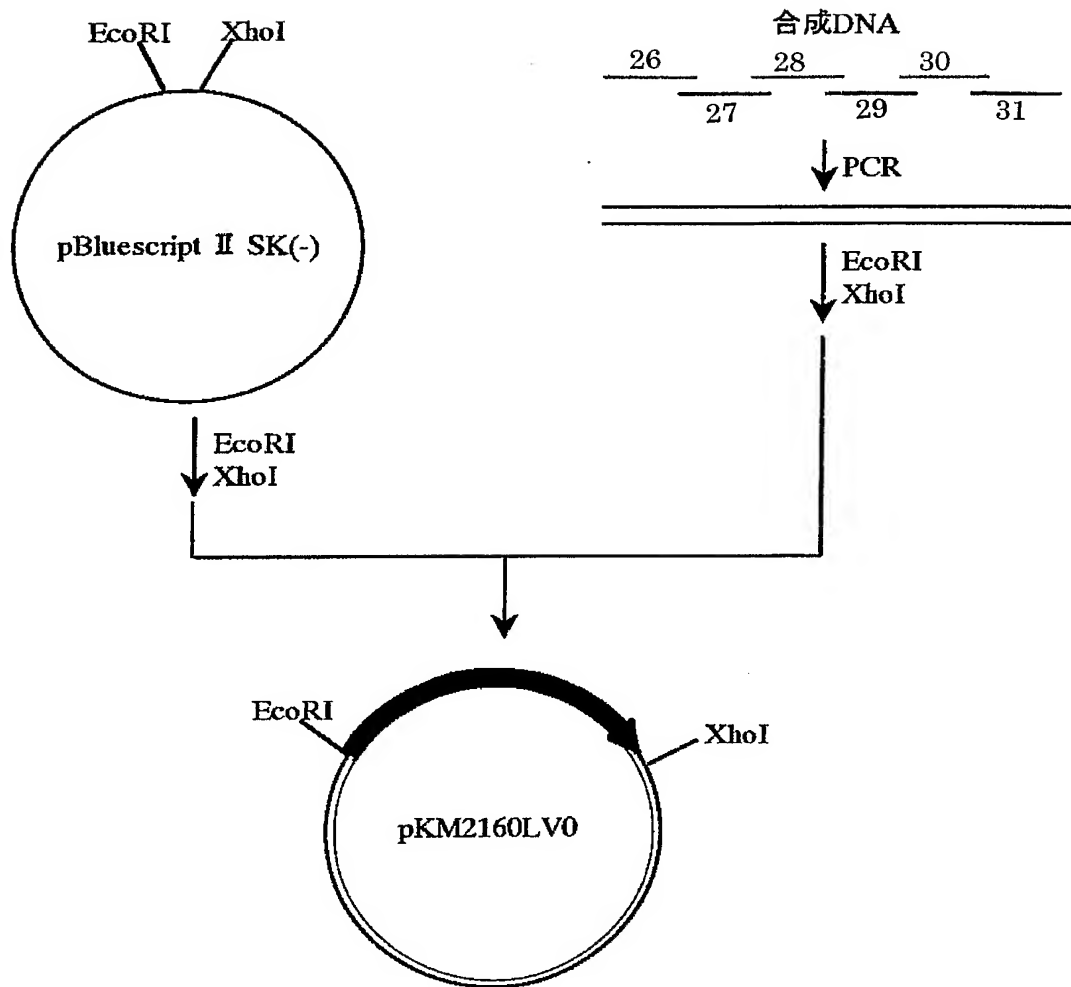 EcoRI
XhoI
pBluescript Ⅱ SK(-)
EcoRI
XhoI
合成DNA
26
28
30
27
29
31
PCR
EcoRI
XhoI
EcoRI
XhoI
pKM2160LV0